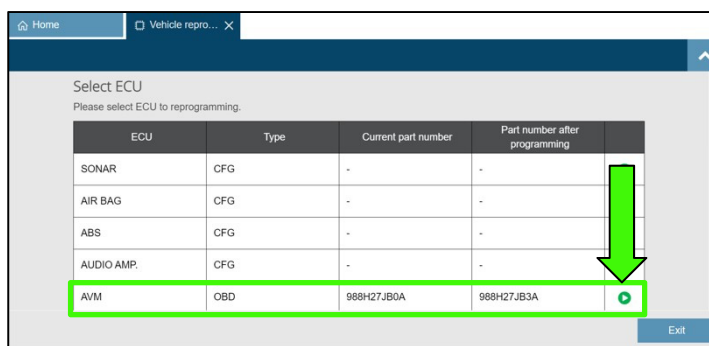 Home
Vehicle repro...
Select ECU
Please select ECU to reprogramming.
ECU Type Current part number Part number after programming
SONAR CFG - -
AIR BAG CFG - -
ABS CFG - -
AUDIO AMP. CFG - -
AVM OBD 988H27JB0A 988H27JB3A
Exit